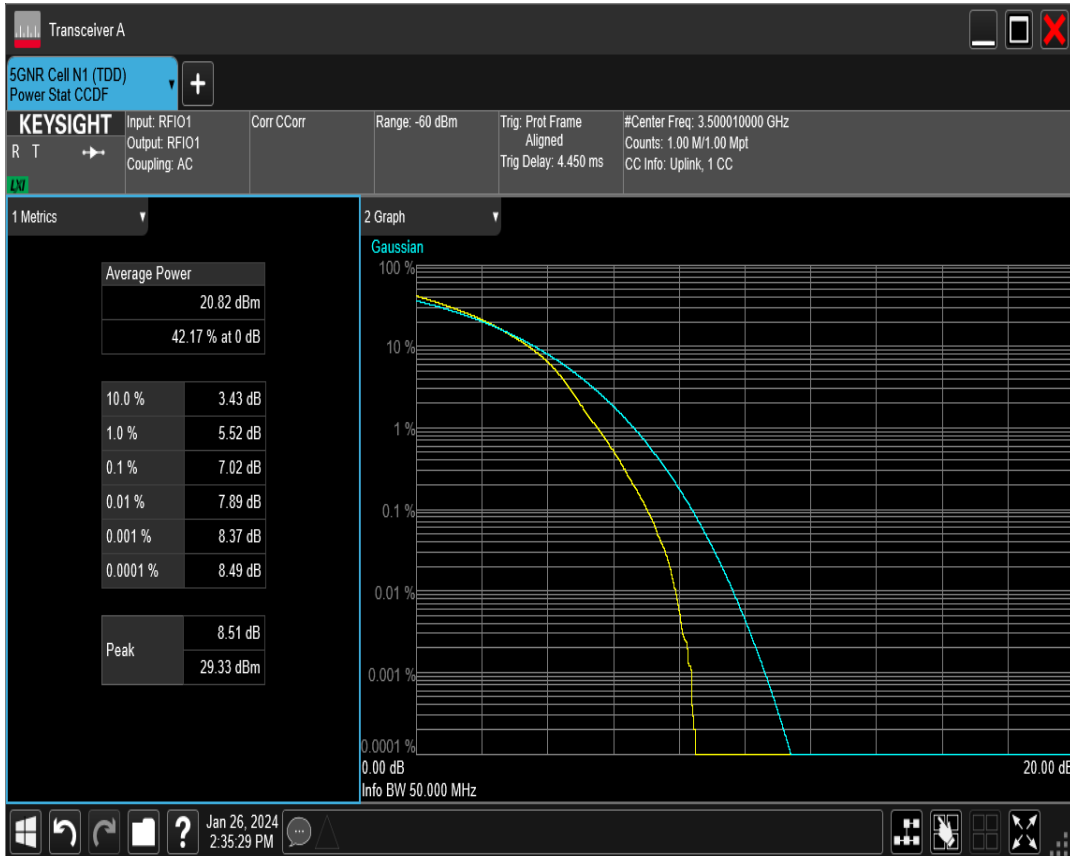 Transceiver A
5GNR Cell N1 (TDD)
Power Stat CCDF
KEYSIGHT
R T
LXI
Input: RFIO1
Output: RFIO1
Coupling: AC
Corr CCorr
Range: -60 dBm
Trig: Prot Frame
Aligned
Trig Delay: 4.450 ms
#Center Freq: 3.500010000 GHz
Counts: 1.00 M/1.00 Mpt
CC Info: Uplink, 1 CC
1 Metrics
Average Power
20.82 dBm
42.17 % at 0 dB
10.0 % 3.43 dB
1.0 % 5.52 dB
0.1 % 7.02 dB
0.01 % 7.89 dB
0.001 % 8.37 dB
0.0001 % 8.49 dB
Peak
8.51 dB
29.33 dBm
2 Graph
Gaussian
100 %
10 %
1 %
0.1 %
0.01 %
0.001 %
0.0001 %
0.00 dB 20.00 dB
Info BW 50.000 MHz
?
Jan 26, 2024
2:35:29 PM